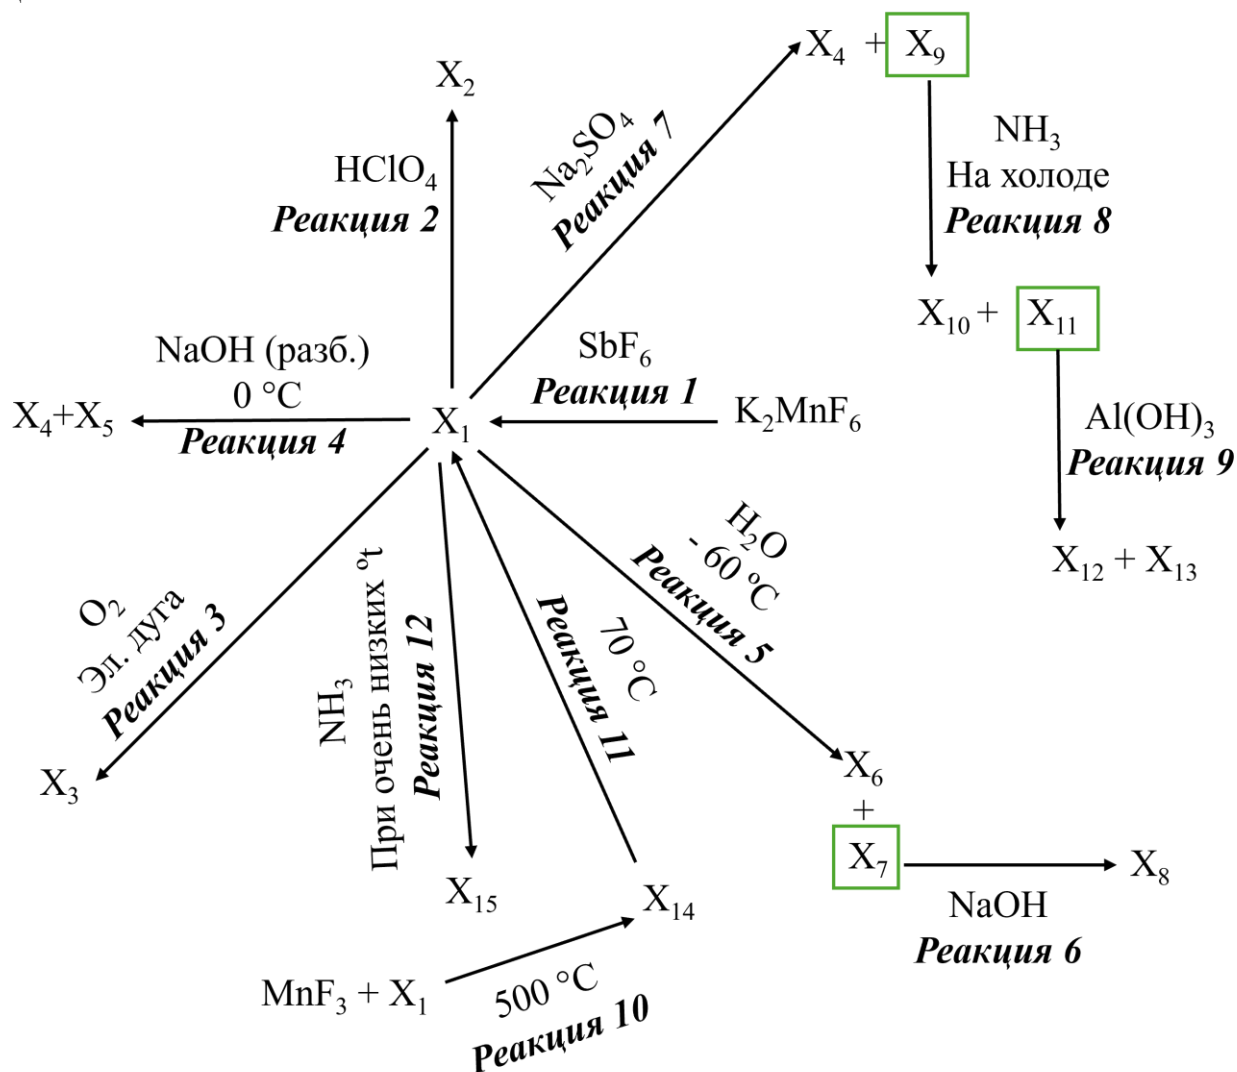 X₄ + X₉
X₂
Na₂SO₄
Реакция 7
NH₃
На холоде
Реакция 8
HClO₄
Реакция 2
X₁₀ + X₁₁
NaOH (разб.)
0 °C
Реакция 4
SbF₆
Реакция 1
X₄+X₅
X₁
K₂MnF₆
Al(OH)₃
Реакция 9
X₁₂ + X₁₃
H₂O
- 60 °C
Реакция 5
O₂
Эл. дуга
Реакция 3
NH₃
При очень низких ºt
Реакция 12
70 °C
Реакция 11
X₃
X₆
+
X₇
X₈
NaOH
Реакция 6
X₁₅
X₁₄
MnF₃ + X₁
500 °C
Реакция 10